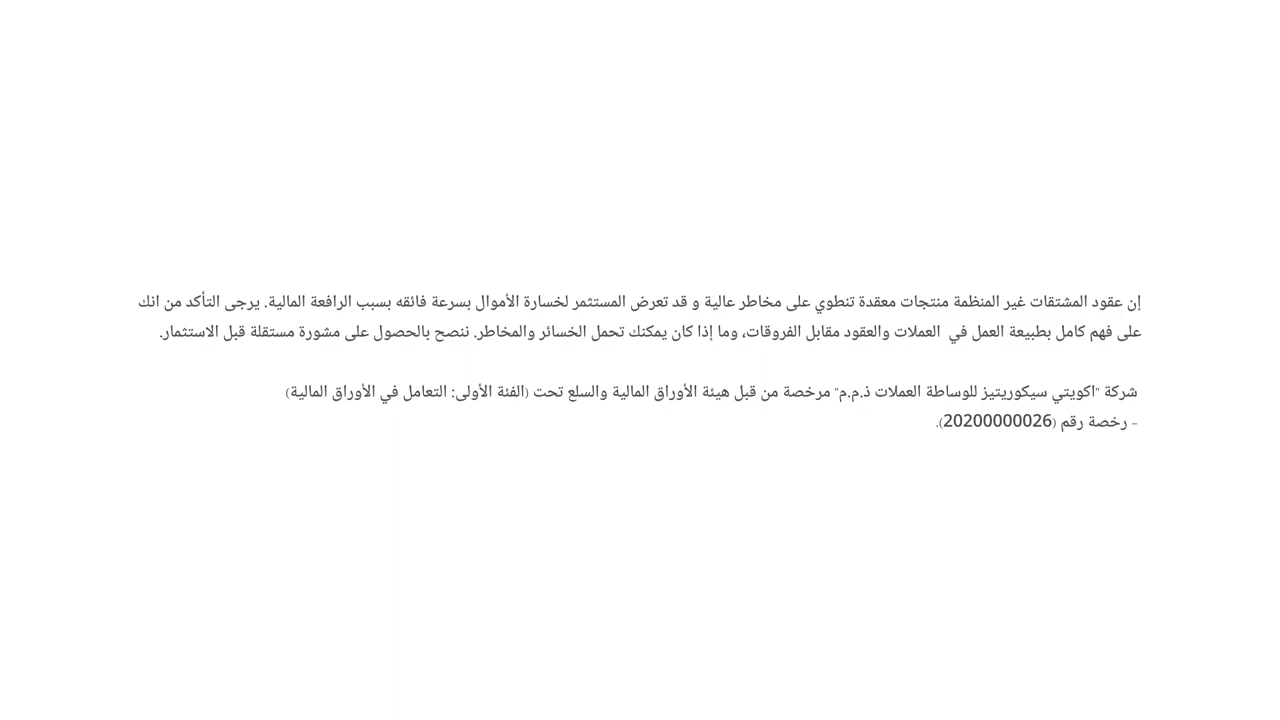 إن عقود المشتقات غير المنظمة منتجات معقدة تنطوي على مخاطر عالية و قد تعرض المستثمر لخسارة الأموال بسرعة فائقه بسبب الرافعة المالية. يرجى التأكد من انك
على فهم كامل بطبيعة العمل في  العملات والعقود مقابل الفروقات، وما إذا كان يمكنك تحمل الخسائر والمخاطر. ننصح بالحصول على مشورة مستقلة قبل الاستثمار.
شركة "اكويتي سيكوريتيز للوساطة العملات ذ.م.م" مرخصة من قبل هيئة الأوراق المالية والسلع تحت (الفئة الأولى: التعامل في الأوراق المالية)
- رخصة رقم (20200000026).